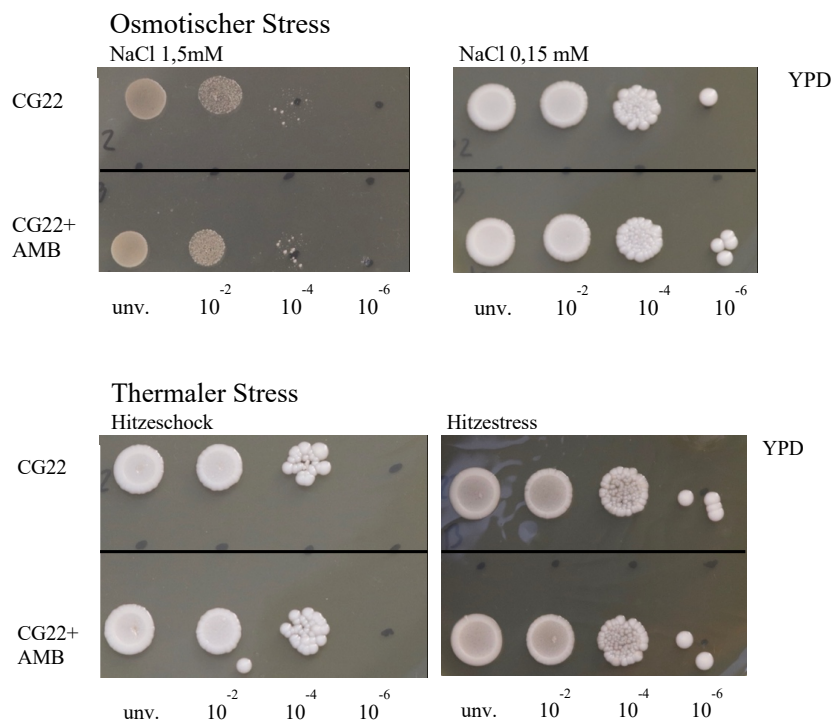 Osmotischer Stress
NaCl 1,5mM
NaCl 0,15 mM
YPD
CG22
2
2
CG22+
AMB
unv. 10-2 10-4 10-6
unv. 10-2 10-4 10-6
Thermaler Stress
Hitzeschock
Hitzestress
YPD
CG22
CG22+
AMB
unv. 10-2 10-4 10-6
unv. 10-2 10-4 10-6